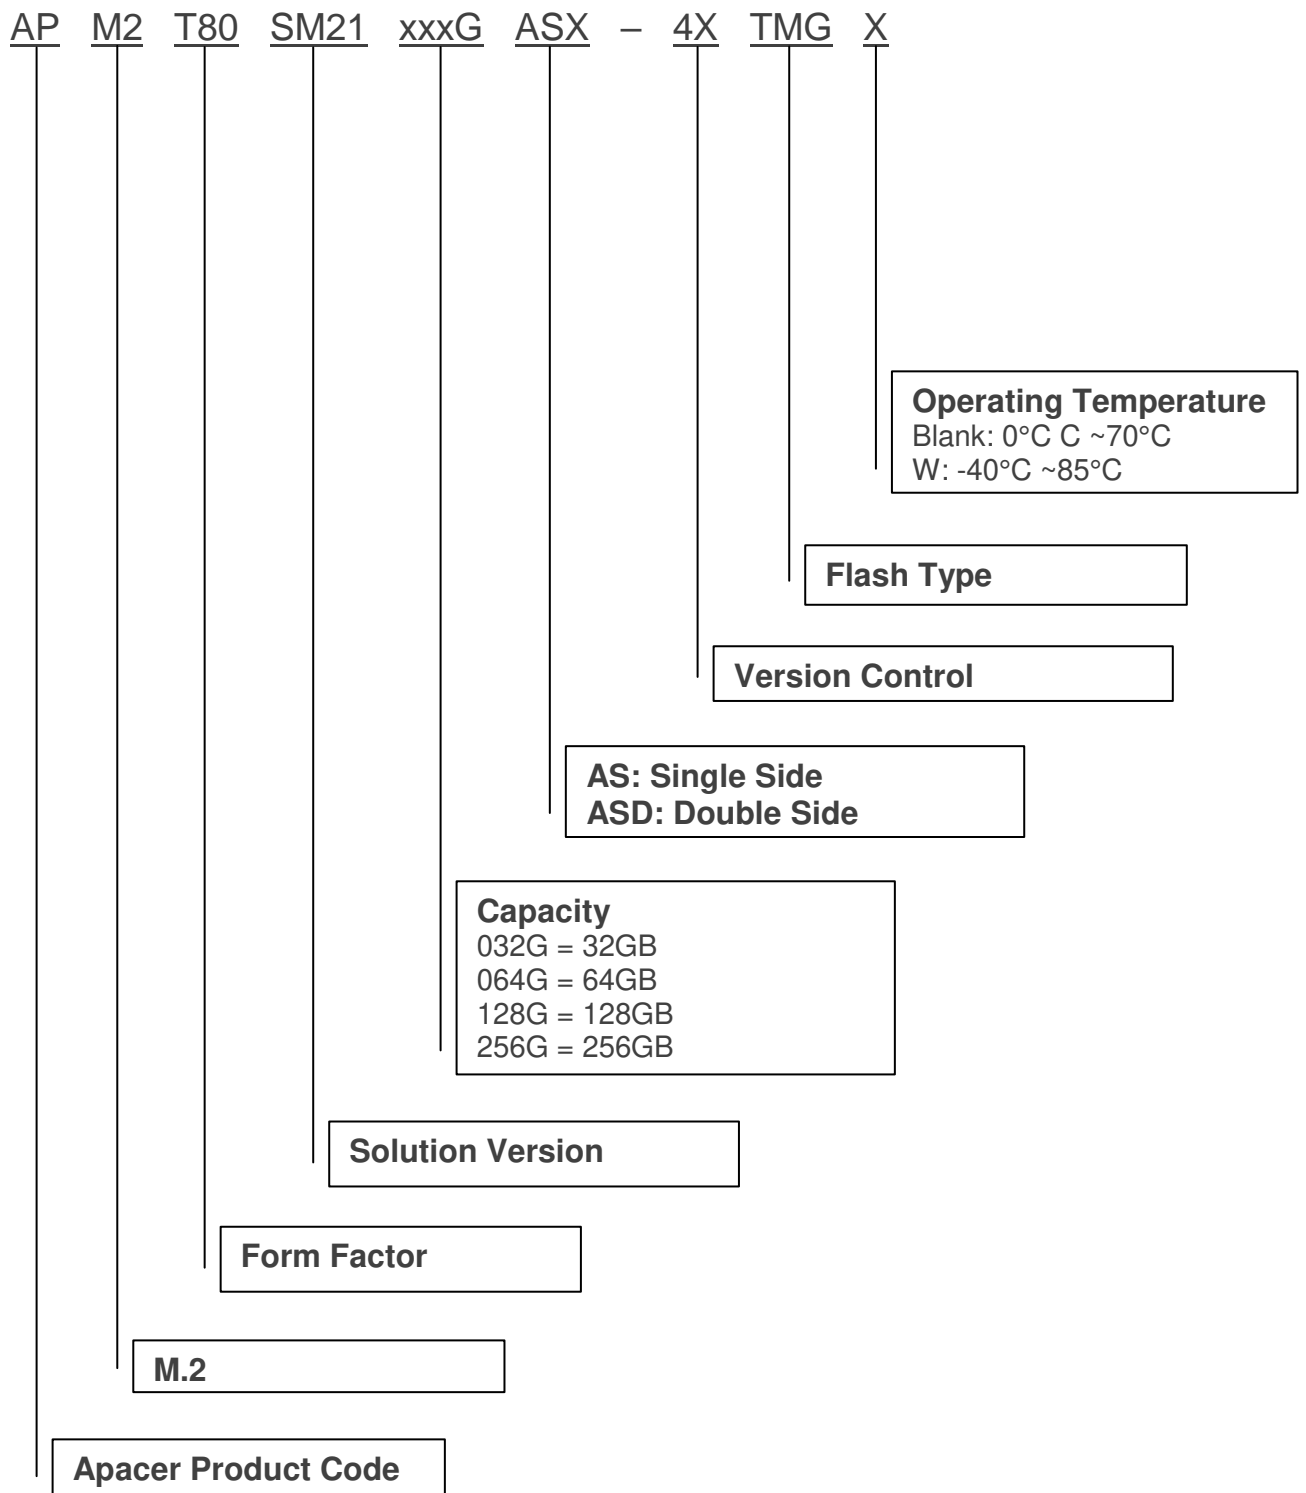 AP M2 T80 SM21 xxxG ASX – 4X TMG X
Operating Temperature
Blank: 0°C C ~70°C
W: -40°C ~85°C
Flash Type
Version Control
AS: Single Side
ASD: Double Side
Capacity
032G = 32GB
064G = 64GB
128G = 128GB
256G = 256GB
Solution Version
Form Factor
M.2
Apacer Product Code